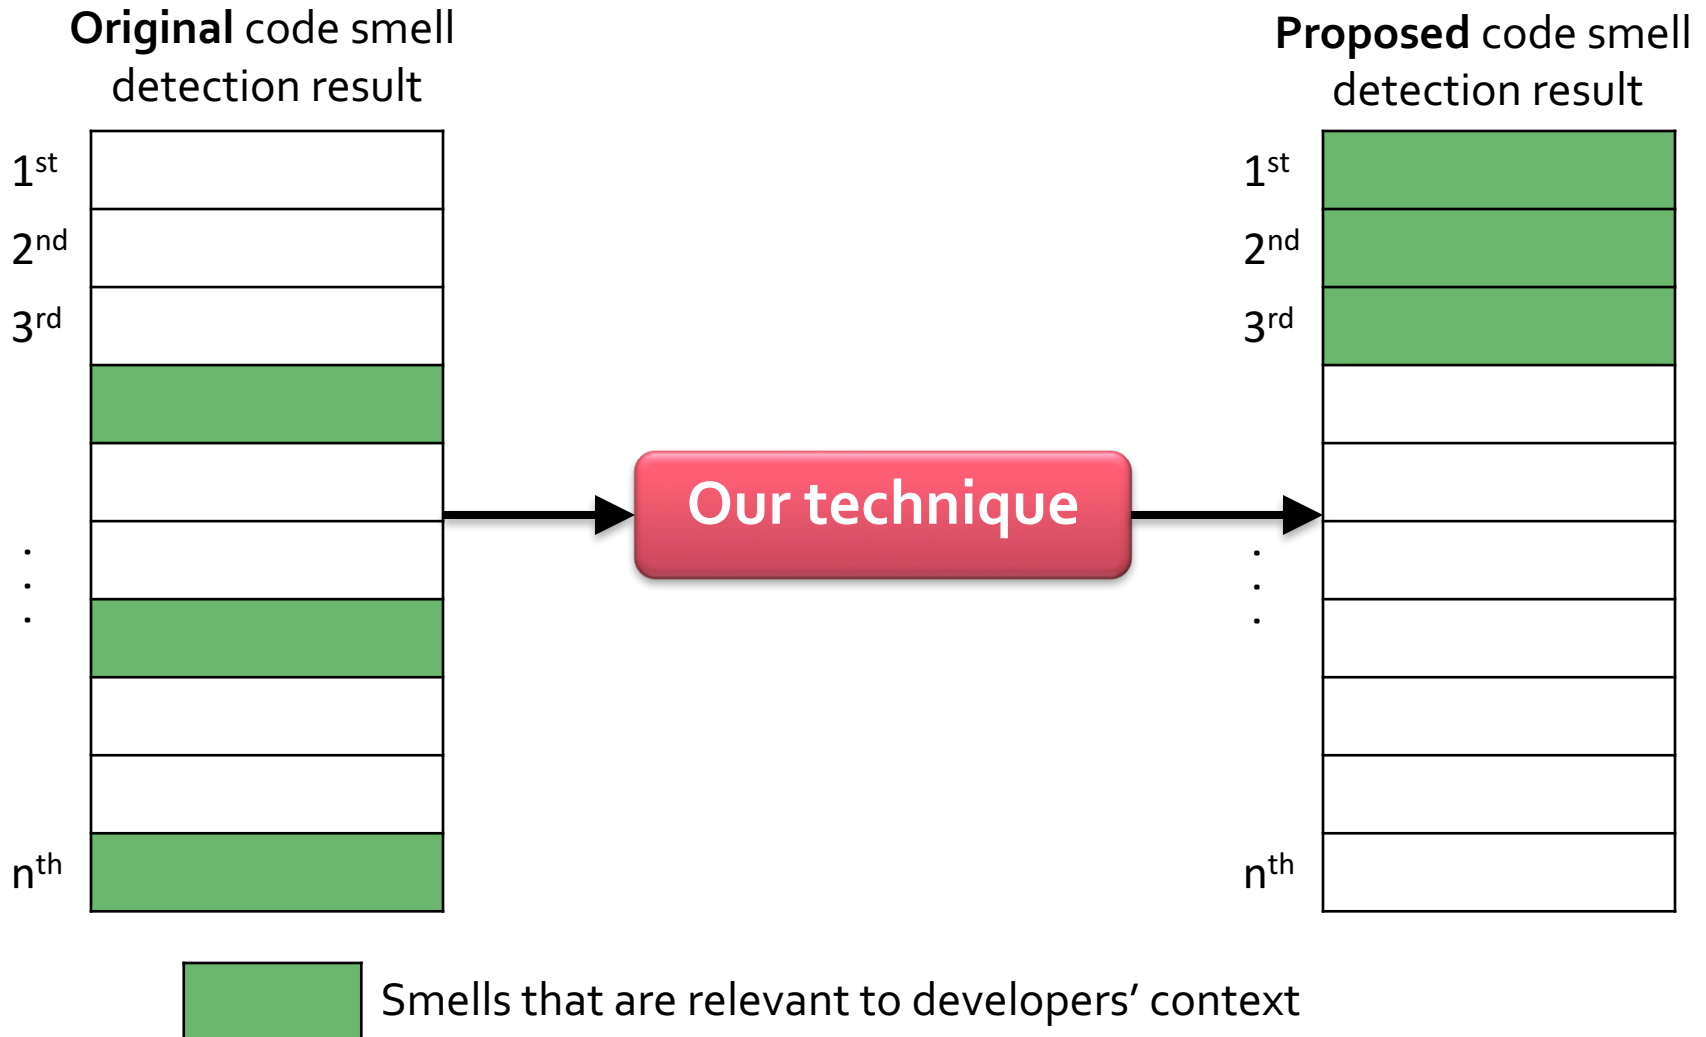 Original code smell
detection result
1st
2nd
3rd
.
.
.
nth
Our technique
Proposed code smell
detection result
1st
2nd
3rd
.
.
.
nth
Smells that are relevant to developers’ context